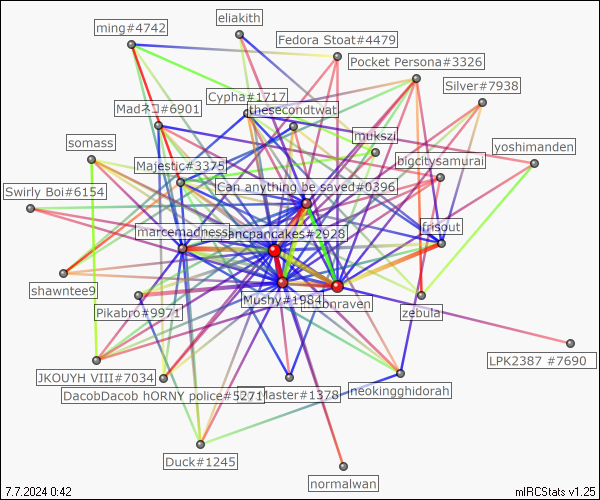 eliakith
ming#4742
Fedora Stoat#4479
Pocket Persona#3326
Silver#7938
Cypha#1717
Madネコ#6901
thesecondtwat
mukszi
somass
yoshimanden
Majestic#3375
bigcitysamurai
Can anything be saved#0396
Swirly Boi#6154
frisout
marcemadness
ancpancakes#2928
shawntee9
Mushy#1984
onraven
Pikabro#9971
zebula
LPK2387 #7690
JKOUYH VIII#7034
DacobDacob hORNY police#5271
Master#1378
neokingghidorah
Duck#1245
normalwan
7.7.2024 0:42
mIRCStats v1.25